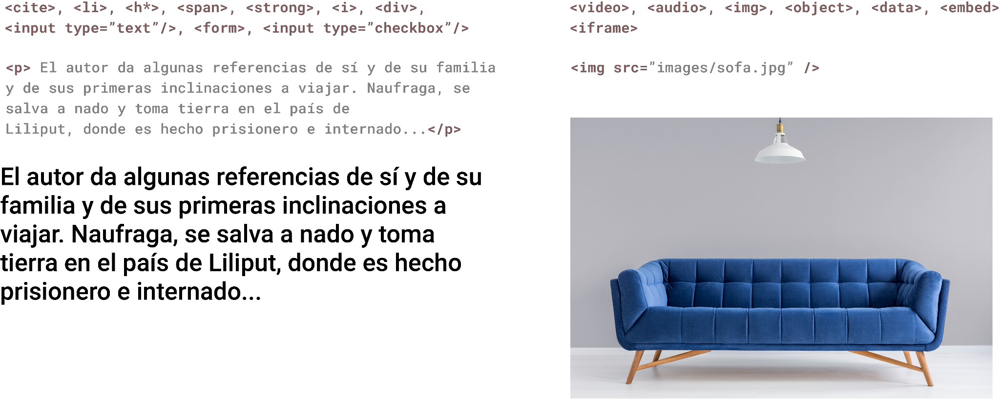 <cite>, <li>, <h*>, <span>, <strong>, <i>, <div>,
<input type=”text”/>, <form>, <input type=”checkbox”/>
<p> El autor da algunas referencias de sí y de su familia
y de sus primeras inclinaciones a viajar. Naufraga, se
salva a nado y toma tierra en el país de
Liliput, donde es hecho prisionero e internado...</p>
El autor da algunas referencias de sí y de su
familia y de sus primeras inclinaciones a
viajar. Naufraga, se salva a nado y toma
tierra en el país de Liliput, donde es hecho
prisionero e internado...
<video>, <audio>, <img>, <object>, <data>, <embed>
<iframe>
<img src=”images/sofa.jpg” />